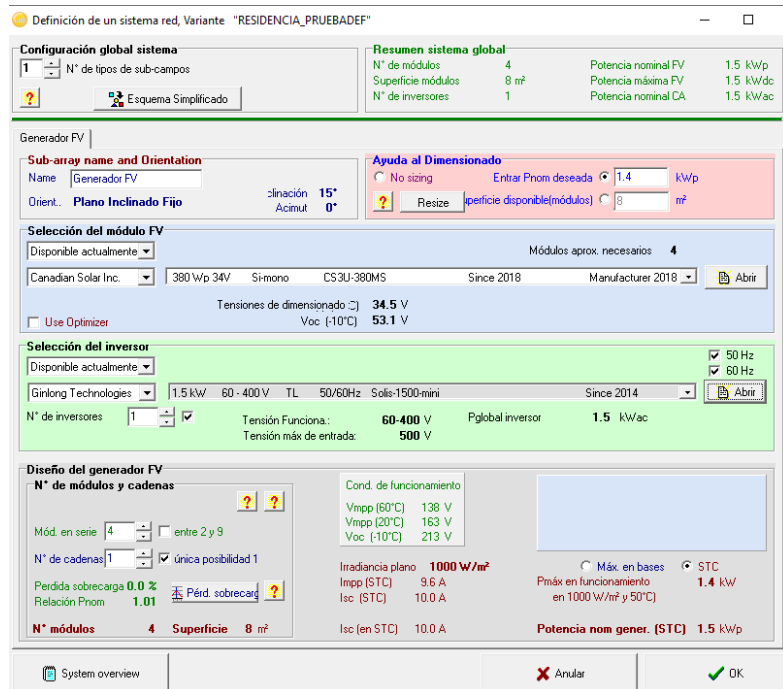 Definición de un sistema red, Variante "RESIDENCIA_PRUEBADEF"
Configuración global sistema
1 N° de tipos de sub-campos
? Esquema Simplificado
Resumen sistema global
N° de módulos 4 Potencia nominal FV 1.5 kWp
Superficie módulos 8 m² Potencia máxima FV 1.5 kWdc
N° de inversores 1 Potencia nominal CA 1.5 kWac
Generador FV
Sub-array name and Orientation
Name Generador FV
Orient.. Plano Inclinado Fijo
clinación 15°
Acimut 0°
Ayuda al Dimensionado
No sizing Entrar Pnom deseada 1.4 kWp
? Resize uperficie disponible(módulos) 8 m²
Selección del módulo FV
Disponible actualmente Módulos aprox. necesarios 4
Canadian Solar Inc. 380 Wp 34V Si-mono CS3U-380MS Since 2018 Manufacturer 2018 Abrir
Tensiones de dimensionado 34.5 V
Use Optimizer Voc (-10°C) 53.1 V
Selección del inversor
Disponible actualmente
50 Hz
60 Hz
Ginlong Technologies 1.5 kW 60 - 400 V TL 50/60Hz Solis-1500-mini Since 2014 Abrir
N° de inversores 1 Tensión Funciona.: 60-400 V Pglobal inversor 1.5 kWac
Tensión máx de entrada: 500 V
Diseño del generador FV
N° de módulos y cadenas
? ?
Mód. en serie 4 entre 2 y 9
N° de cadenas 1 única posibilidad 1
Perdida sobrecarga 0.0 %
Relación Pnom 1.01
Pérd. sobrecarg ?
N° módulos 4 Superficie 8 m²
Cond. de funcionamiento
Vmpp (60°C) 138 V
Vmpp (20°C) 163 V
Voc (-10°C) 213 V
Irradiancia plano 1000 W/m²
Impp (STC) 9.6 A
Isc (STC) 10.0 A
Isc (en STC) 10.0 A
Máx. en bases STC
Pmáx en funcionamiento 1.4 kW
en 1000 W/m² y 50°C)
Potencia nom gener. (STC) 1.5 kWp
System overview Anular OK